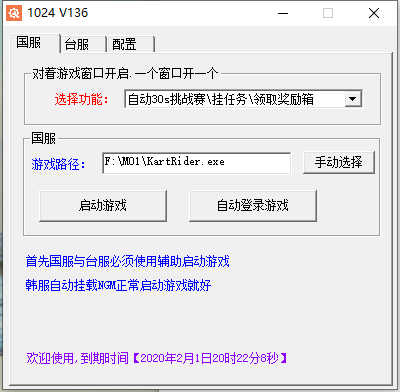 1024 V136
国服 台服 配置
对着游戏窗口开启.一个窗口开一个
选择功能: 自动30s挑战赛\挂任务\领取奖励箱
国服
游戏路径: F:\M01\KartRider.exe 手动选择
启动游戏 自动登录游戏
首先国服与台服必须使用辅助启动游戏
韩服自动挂载NGM正常启动游戏就好
欢迎使用,到期时间【2020年2月1日20时22分8秒】